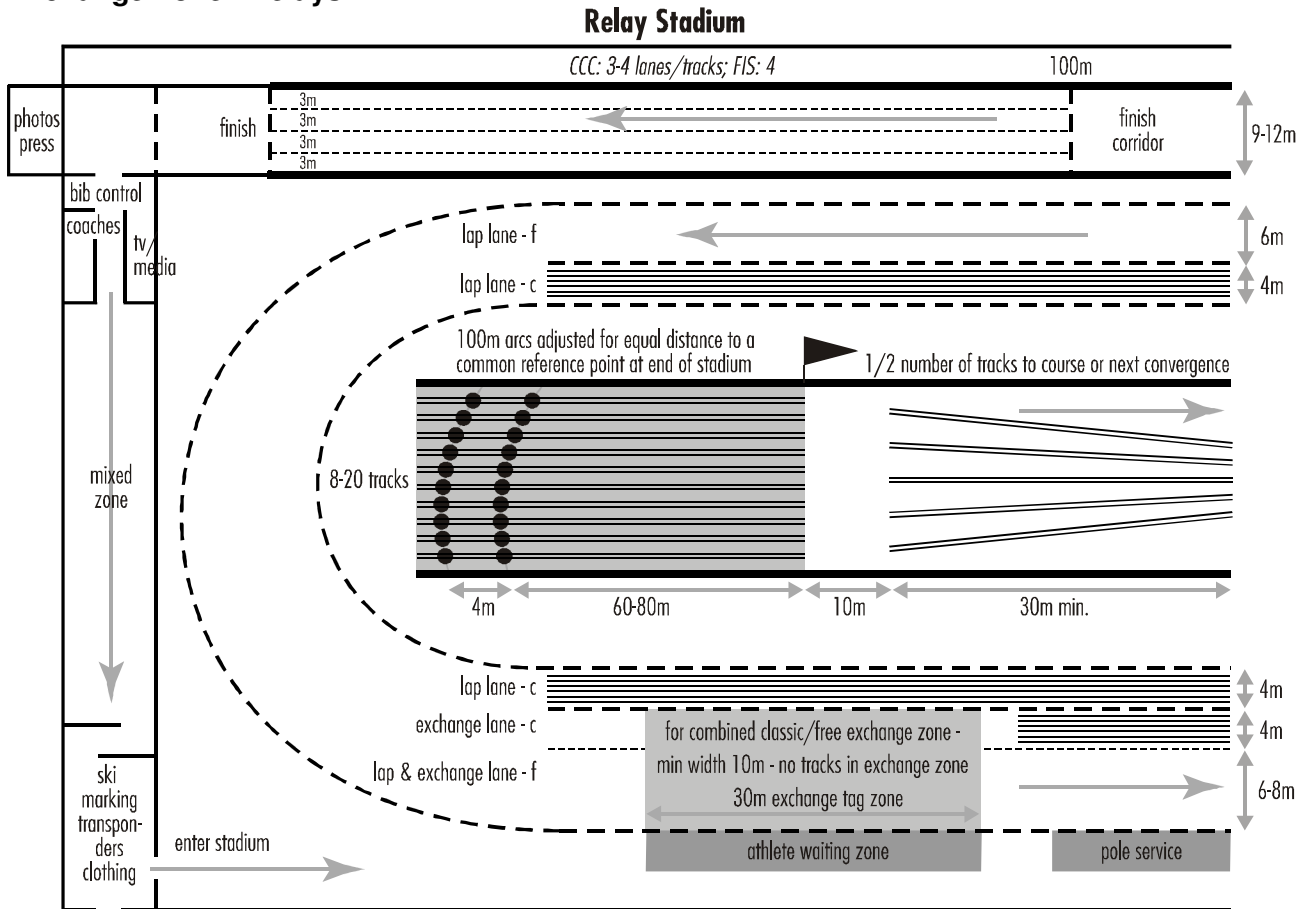 Relay Stadium
CCC: 3-4 lanes/tracks; FIS: 4
100m
photos
press
finish
3m
3m
3m
3m
finish
corridor
9-12m
bib control
coaches
tv/
media
lap lane - f
6m
lap lane - c
4m
100m arcs adjusted for equal distance to a
common reference point at end of stadium
1/2 number of tracks to course or next convergence
mixed
zone
8-20 tracks
4m
60-80m
10m
30m min.
lap lane - c
4m
exchange lane - c
4m
for combined classic/free exchange zone -
min width 10m - no tracks in exchange zone
30m exchange tag zone
lap & exchange lane - f
6-8m
ski
marking
transpon-
ders
clothing
enter stadium
athlete waiting zone
pole service